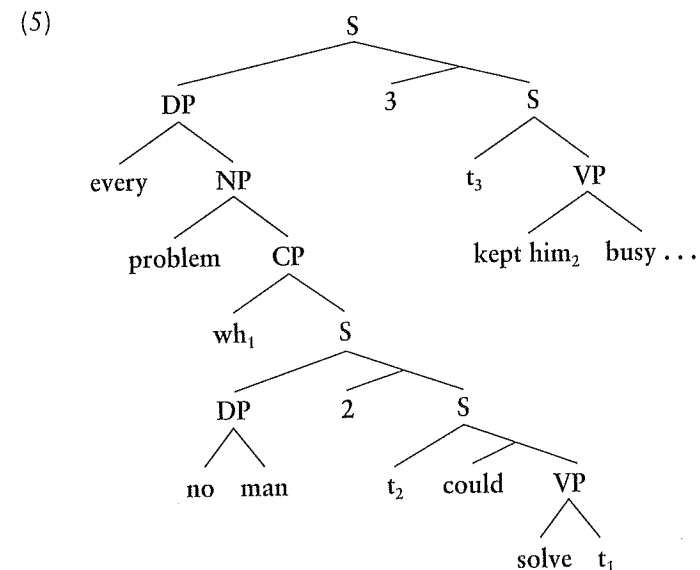 (5)
S
DP 3 S
every NP t₃ VP
problem CP kept him₂ busy . . .
wh₁ S
DP 2 S
no man t₂ could VP
solve t₁